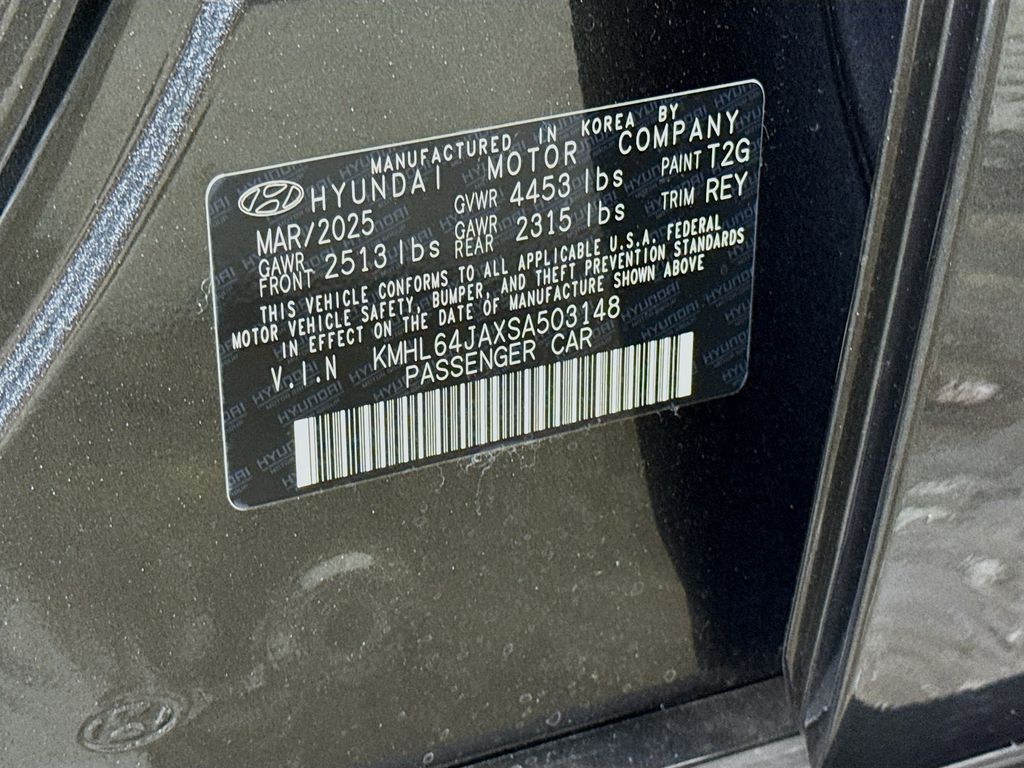 MANUFACTURED IN KOREA BY
HYUNDAI MOTOR COMPANY
MAR/2025 GVWR 4453 lbs PAINT T2G
GAWR FRONT 2513 lbs GAWR REAR 2315 lbs TRIM REY
THIS VEHICLE CONFORMS TO ALL APPLICABLE U.S.A. FEDERAL
MOTOR VEHICLE SAFETY, BUMPER, AND THEFT PREVENTION STANDARDS
IN EFFECT ON THE DATE OF MANUFACTURE SHOWN ABOVE
V.I.N KMHL64JAXSA503148
PASSENGER CAR